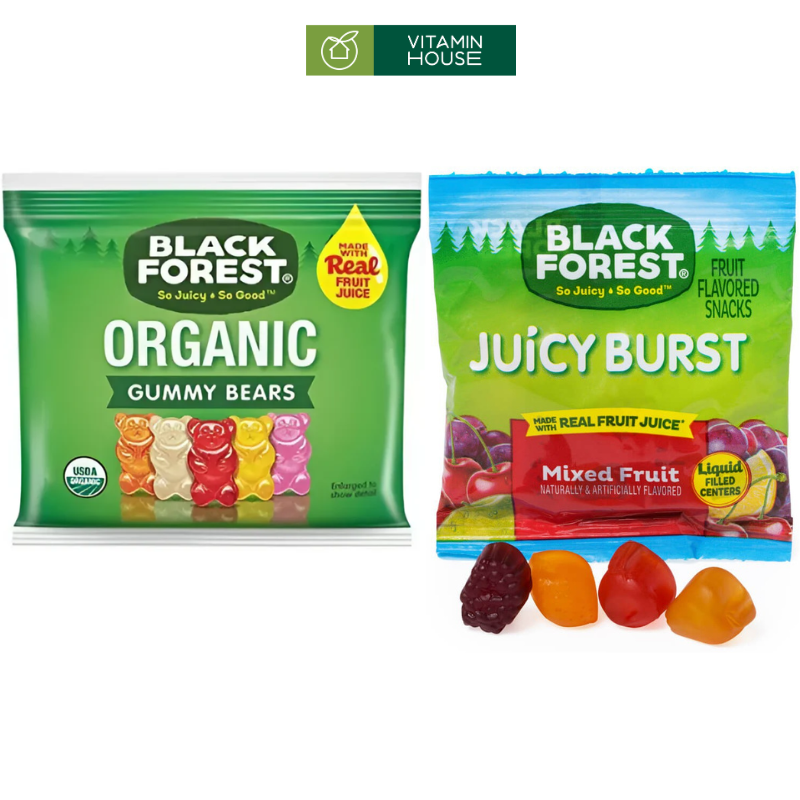 VITAMIN
HOUSE
BLACK
FOREST®
So Juicy • So Good™
MADE
WITH
Real
FRUIT
JUICE
ORGANIC
GUMMY BEARS
USDA
ORGANIC
Enlarged to
show detail
BLACK
FOREST®
So Juicy • So Good™
FRUIT
FLAVORED
SNACKS
JUiCY BURST
MADE
WITH
REAL FRUIT JUICE*
Mixed Fruit
NATURALLY & ARTIFICIALLY FLAVORED
Liquid
FILLED
CENTERS